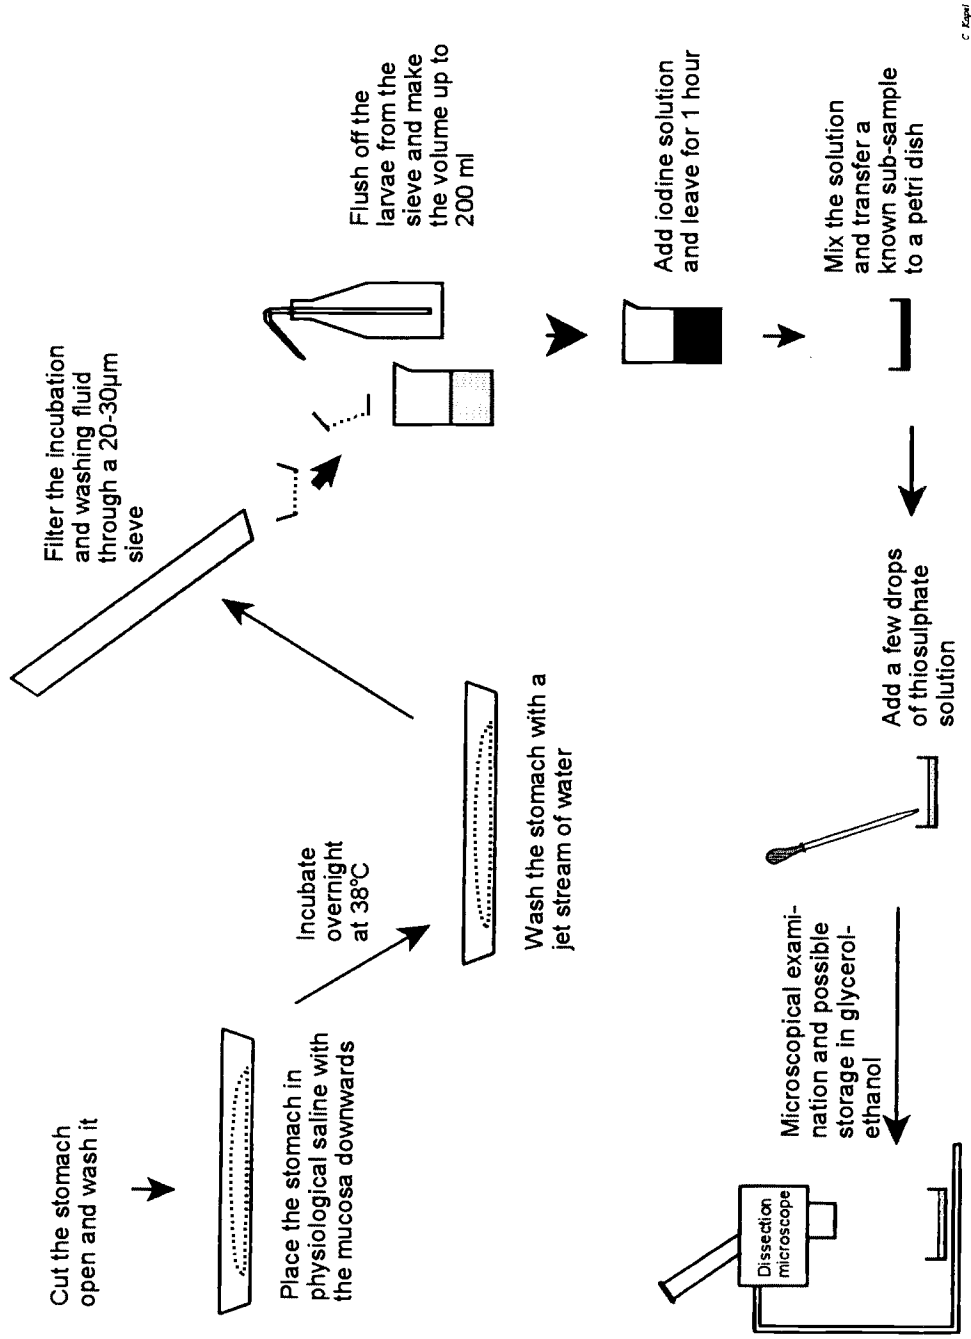 Cut the stomach
open and wash it
Place the stomach in
physiological saline with
the mucosa downwards
Incubate
overnight
at 38°C
Wash the stomach with a
jet stream of water
Filter the incubation
and washing fluid
through a 20-30µm
sieve
Flush off the
larvae from the
sieve and make
the volume up to
200 ml
Add iodine solution
and leave for 1 hour
Mix the solution
and transfer a
known sub-sample
to a petri dish
Add a few drops
of thiosulphate
solution
Microscopical exami-
nation and possible
storage in glycerol-
ethanol
Dissection
microscope
C Kapel